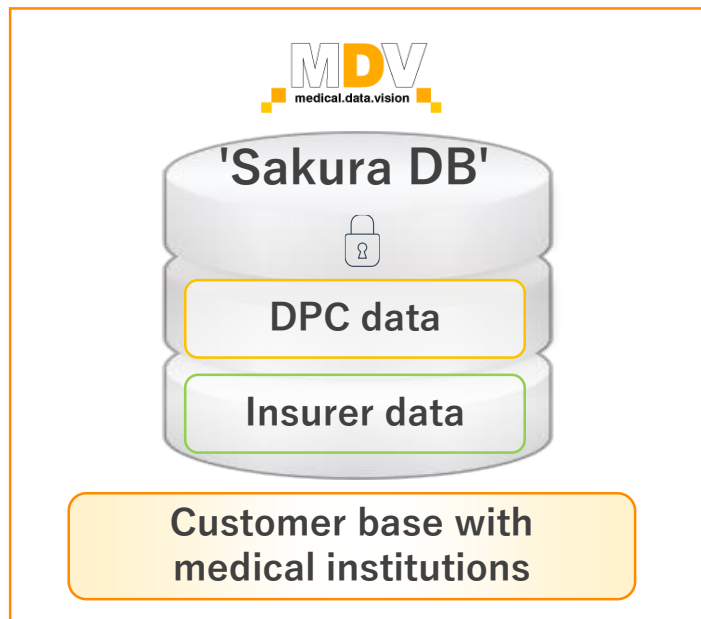 MDV
medical.data.vision
'Sakura DB'
DPC data
Insurer data
Customer base with
medical institutions